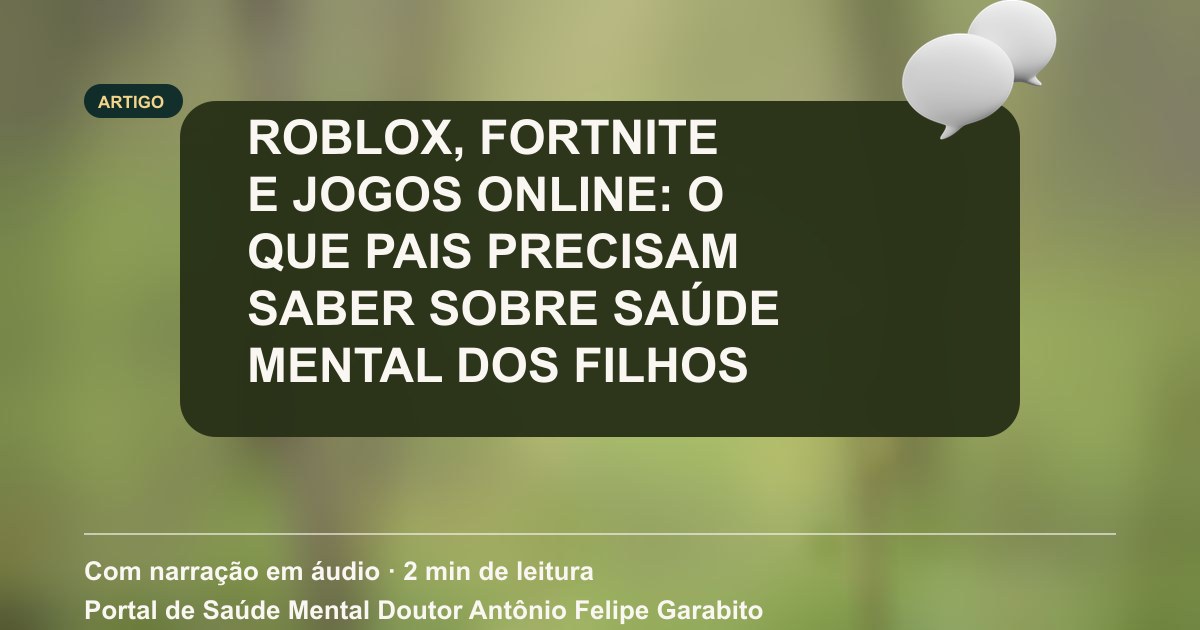 ARTIGO
ROBLOX, FORTNITE
E JOGOS ONLINE: O
QUE PAIS PRECISAM
SABER SOBRE SAÚDE
MENTAL DOS FILHOS
Com narração em áudio · 2 min de leitura
Portal de Saúde Mental Doutor Antônio Felipe Garabito